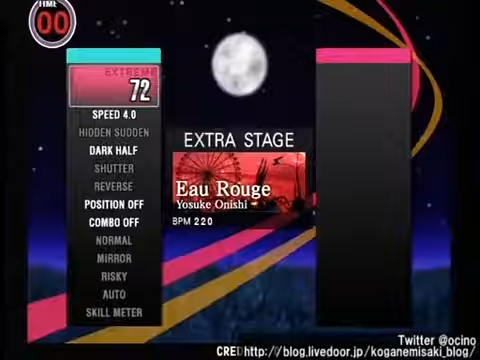 TIME
00
EXTREME
72
SPEED 4.0
HIDDEN SUDDEN
DARK HALF
SHUTTER
REVERSE
POSITION OFF
COMBO OFF
NORMAL
MIRROR
RISKY
AUTO
SKILL METER
EXTRA STAGE
Eau Rouge
Yosuke Onishi
BPM 220
Twitter @ocino
CRED
http://blog.livedoor.jp/koganemisaki_blog/